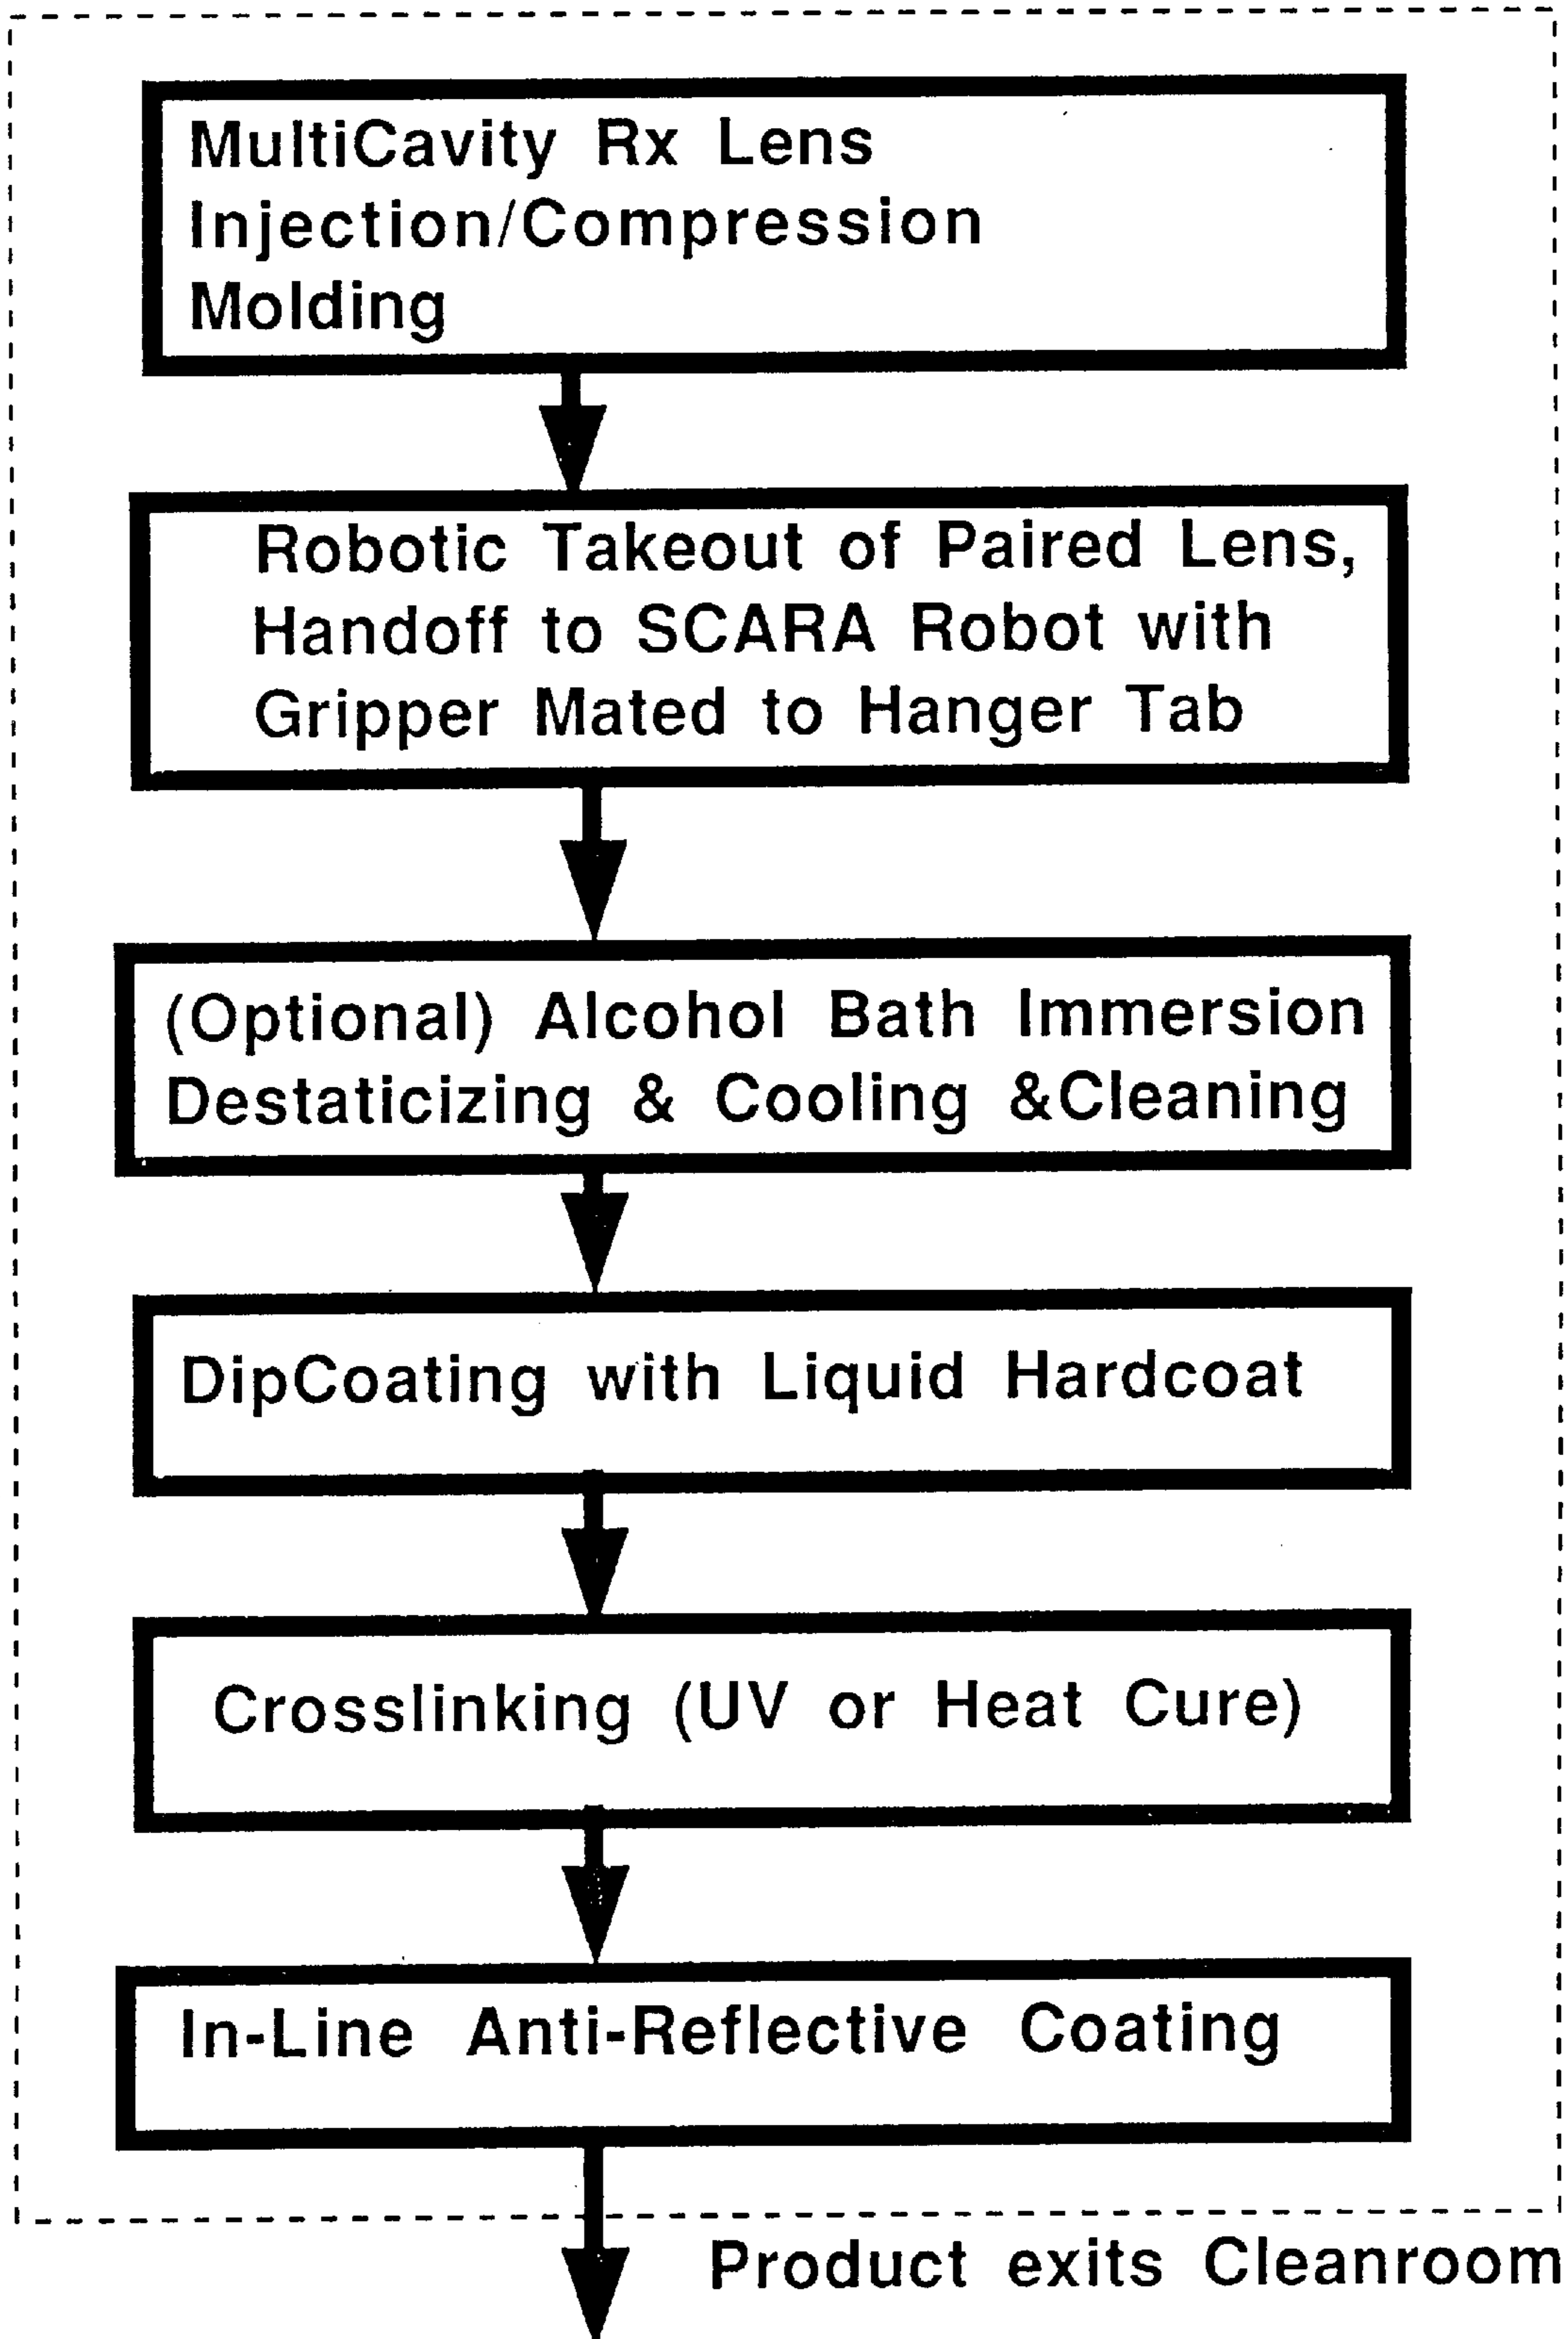 MultiCavity Rx Lens
Injection/Compression
Molding
Robotic Takeout of Paired Lens,
Handoff to SCARA Robot with
Gripper Mated to Hanger Tab
(Optional) Alcohol Bath Immersion
Destaticizing & Cooling &Cleaning
DipCoating with Liquid Hardcoat
Crosslinking (UV or Heat Cure)
In-Line Anti-Reflective Coating
Product exits Cleanroom